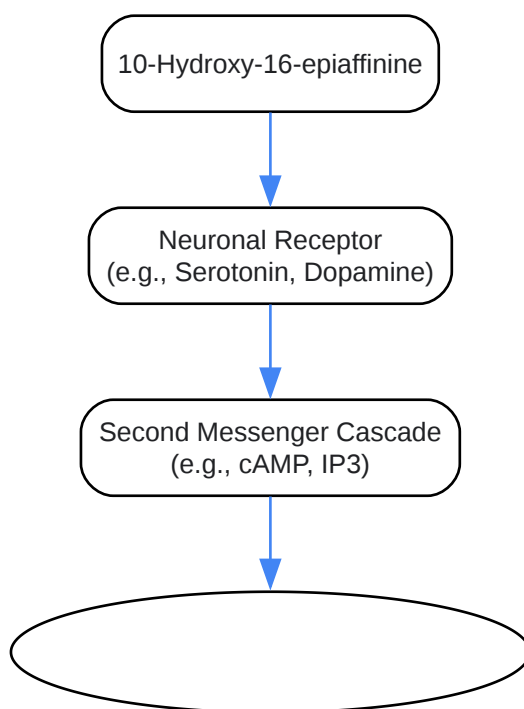 10-Hydroxy-16-epiaffinine
Neuronal Receptor
(e.g., Serotonin, Dopamine)
Second Messenger Cascade
(e.g., cAMP, IP3)